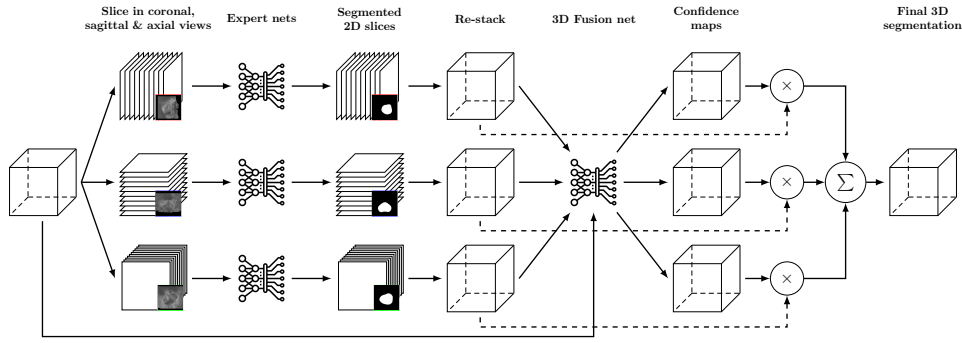 Slice in coronal,
sagittal & axial views
Expert nets
Segmented
2D slices
Re-stack
3D Fusion net
Confidence
maps
Final 3D
segmentation
×
×
∑
×